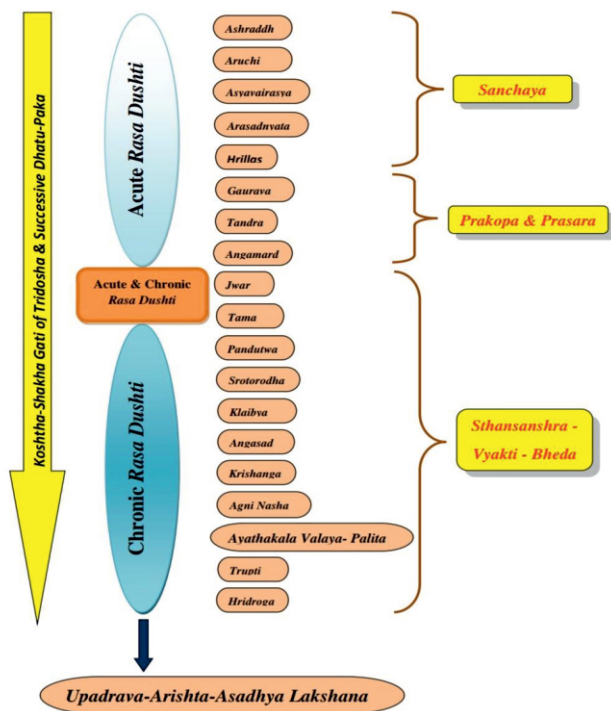 Koshtha-Shakha Gati of Tridosha & Successive Dhatu-Paka
Acute Rasa Dushti
Acute & Chronic
Rasa Dushti
Chronic Rasa Dushti
Ashraddh
Aruchi
Asyavairasya
Arasadnyata
Hrillas
Gaurava
Tandra
Angamard
Jwar
Tama
Pandutwa
Srotorodha
Klaibya
Angasad
Krishanga
Agni Nasha
Ayathakala Valaya- Palita
Trupti
Hridroga
Sanchaya
Prakopa & Prasara
Sthansanshra -
Vyakti - Bheda
Upadrava-Arishta-Asadhya Lakshana